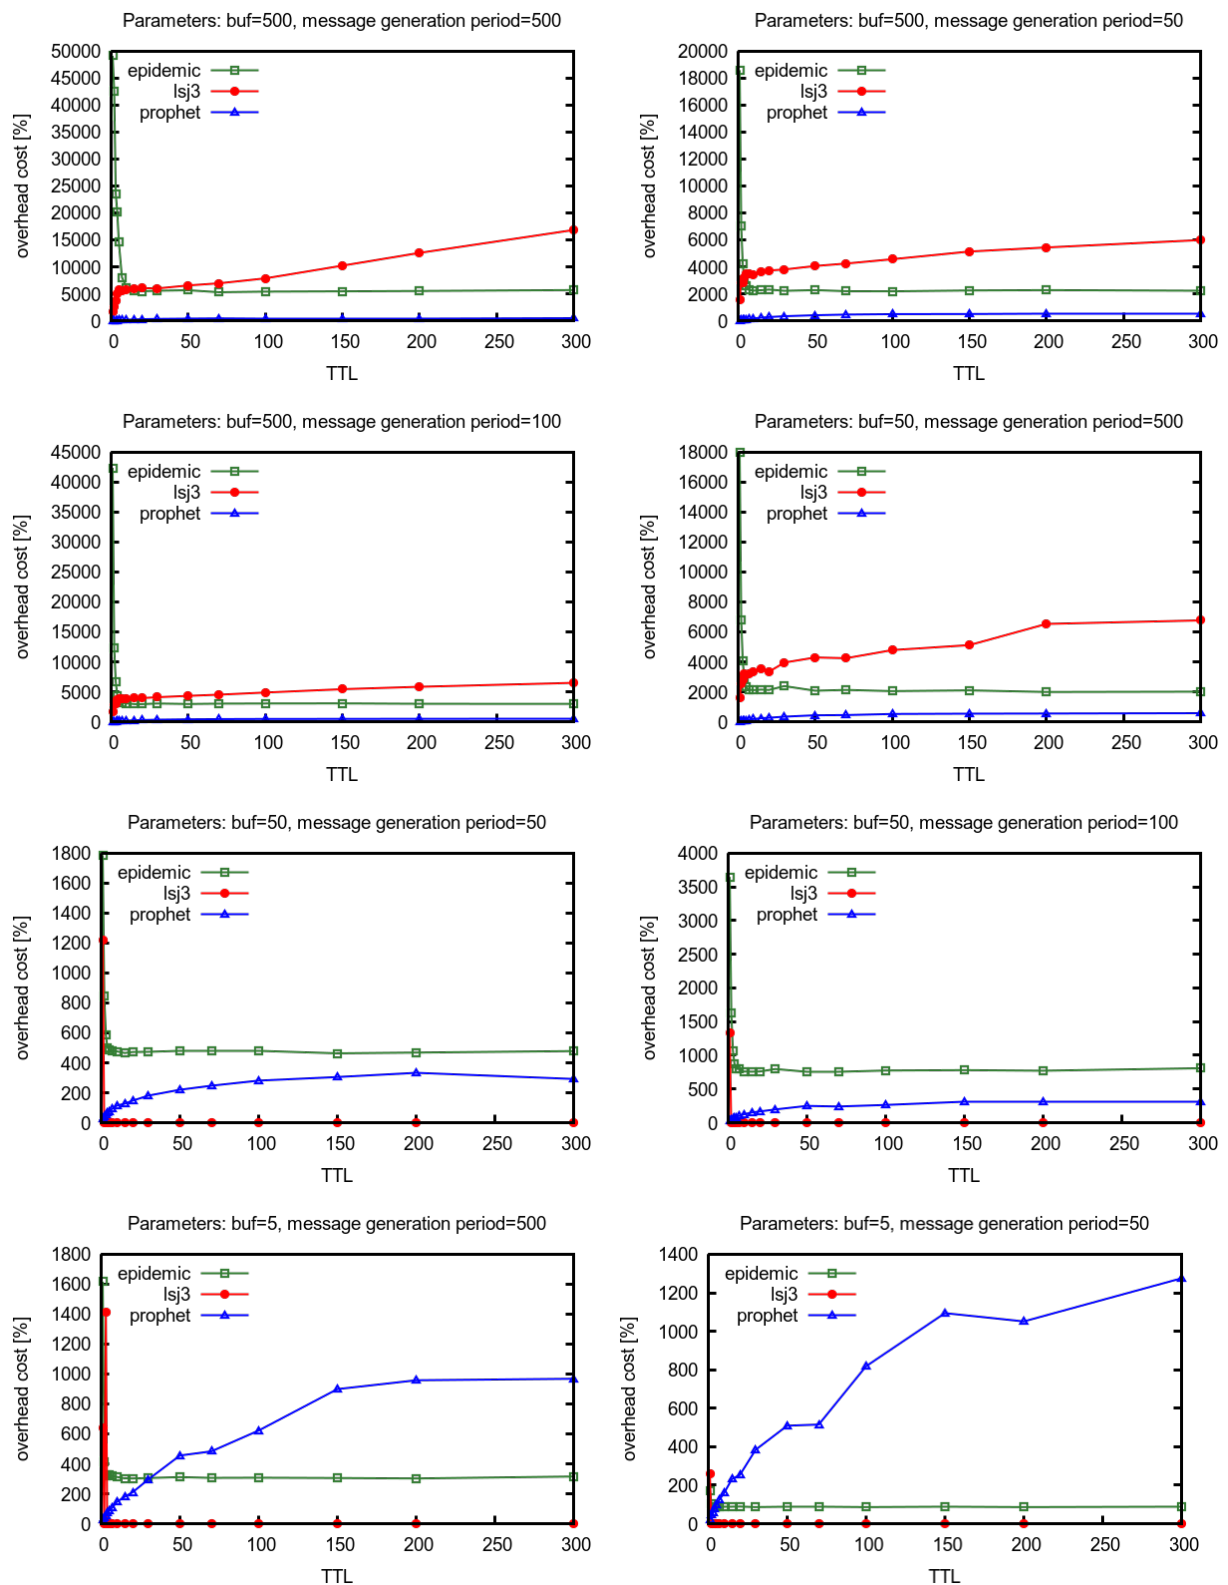 Parameters: buf=500, message generation period=500
overhead cost [%]
50000
45000
40000
35000
30000
25000
20000
15000
10000
5000
0
epidemic
lsj3
prophet
0 50 100 150 200 250 300
TTL
Parameters: buf=500, message generation period=50
overhead cost [%]
20000
18000
16000
14000
12000
10000
8000
6000
4000
2000
0
epidemic
lsj3
prophet
0 50 100 150 200 250 300
TTL
Parameters: buf=500, message generation period=100
overhead cost [%]
45000
40000
35000
30000
25000
20000
15000
10000
5000
0
epidemic
lsj3
prophet
0 50 100 150 200 250 300
TTL
Parameters: buf=50, message generation period=500
overhead cost [%]
18000
16000
14000
12000
10000
8000
6000
4000
2000
0
epidemic
lsj3
prophet
0 50 100 150 200 250 300
TTL
Parameters: buf=50, message generation period=50
overhead cost [%]
1800
1600
1400
1200
1000
800
600
400
200
0
epidemic
lsj3
prophet
0 50 100 150 200 250 300
TTL
Parameters: buf=50, message generation period=100
overhead cost [%]
4000
3500
3000
2500
2000
1500
1000
500
0
epidemic
lsj3
prophet
0 50 100 150 200 250 300
TTL
Parameters: buf=5, message generation period=500
overhead cost [%]
1800
1600
1400
1200
1000
800
600
400
200
0
epidemic
lsj3
prophet
0 50 100 150 200 250 300
TTL
Parameters: buf=5, message generation period=50
overhead cost [%]
1400
1200
1000
800
600
400
200
0
epidemic
lsj3
prophet
0 50 100 150 200 250 300
TTL